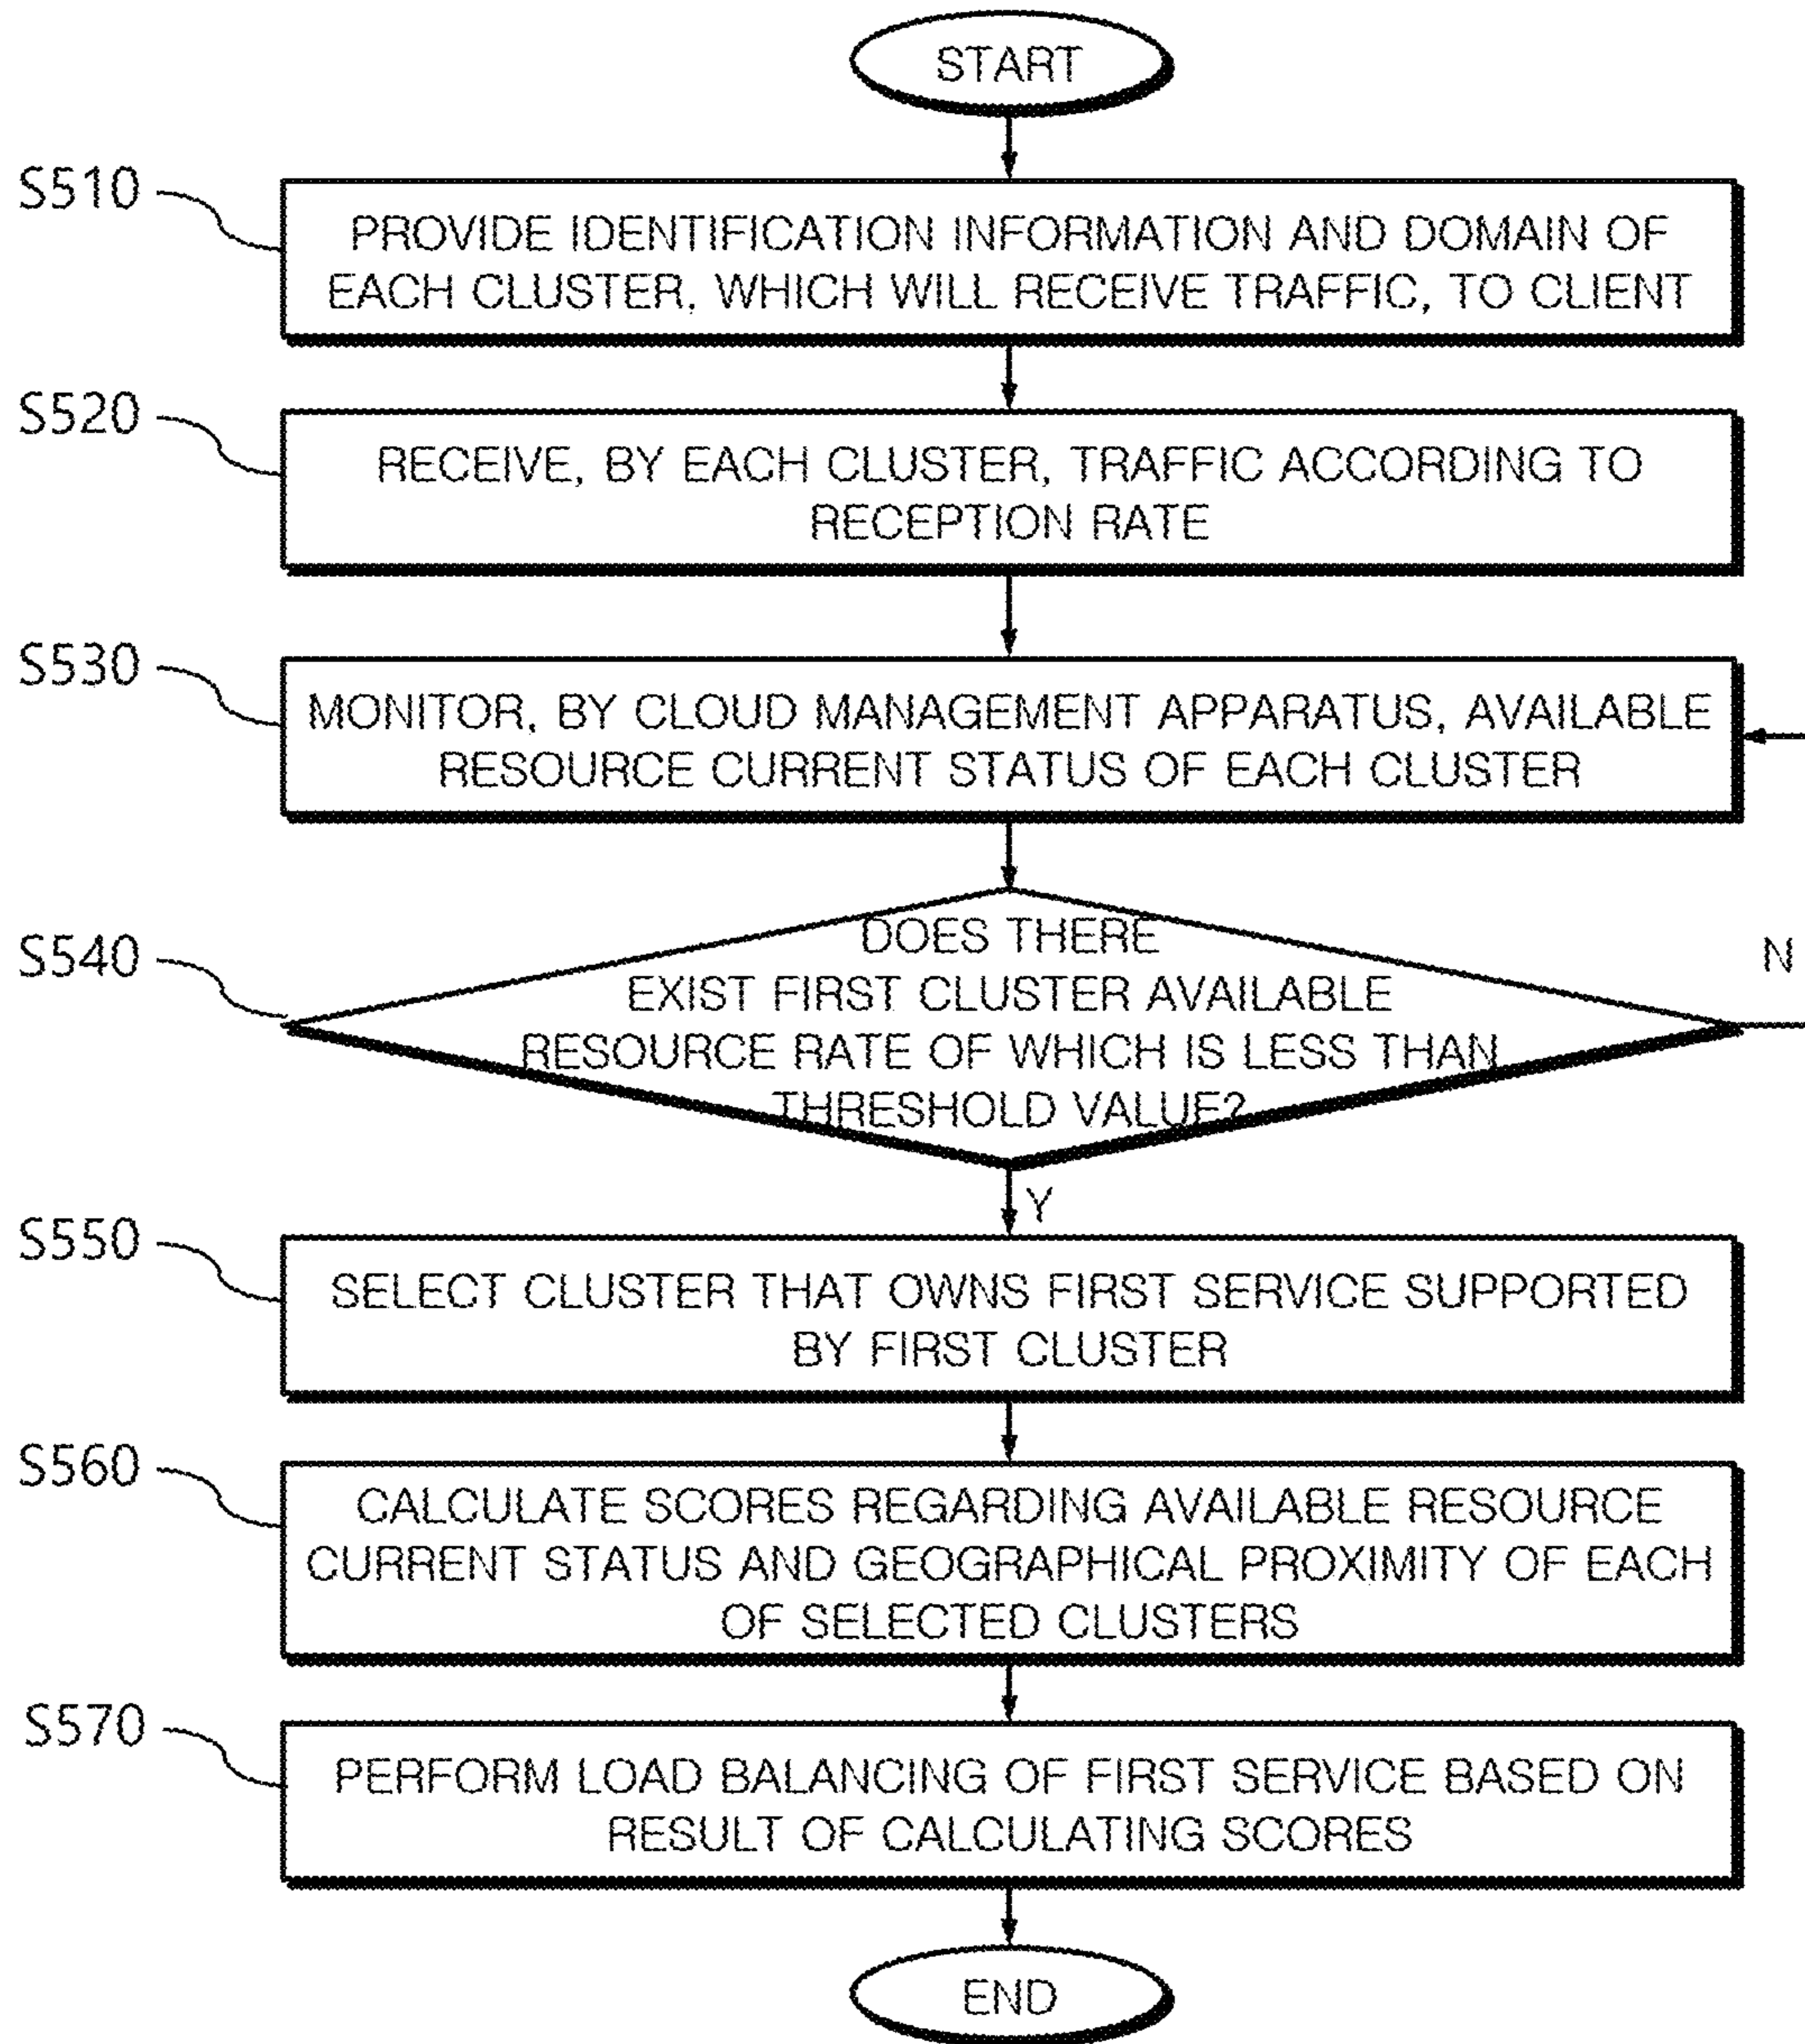 START
S510
PROVIDE IDENTIFICATION INFORMATION AND DOMAIN OF
EACH CLUSTER, WHICH WILL RECEIVE TRAFFIC, TO CLIENT
S520
RECEIVE, BY EACH CLUSTER, TRAFFIC ACCORDING TO
RECEPTION RATE
S530
MONITOR, BY CLOUD MANAGEMENT APPARATUS, AVAILABLE
RESOURCE CURRENT STATUS OF EACH CLUSTER
S540
DOES THERE
EXIST FIRST CLUSTER AVAILABLE
RESOURCE RATE OF WHICH IS LESS THAN
THRESHOLD VALUE?
N
Y
S550
SELECT CLUSTER THAT OWNS FIRST SERVICE SUPPORTED
BY FIRST CLUSTER
S560
CALCULATE SCORES REGARDING AVAILABLE RESOURCE
CURRENT STATUS AND GEOGRAPHICAL PROXIMITY OF EACH
OF SELECTED CLUSTERS
S570
PERFORM LOAD BALANCING OF FIRST SERVICE BASED ON
RESULT OF CALCULATING SCORES
END